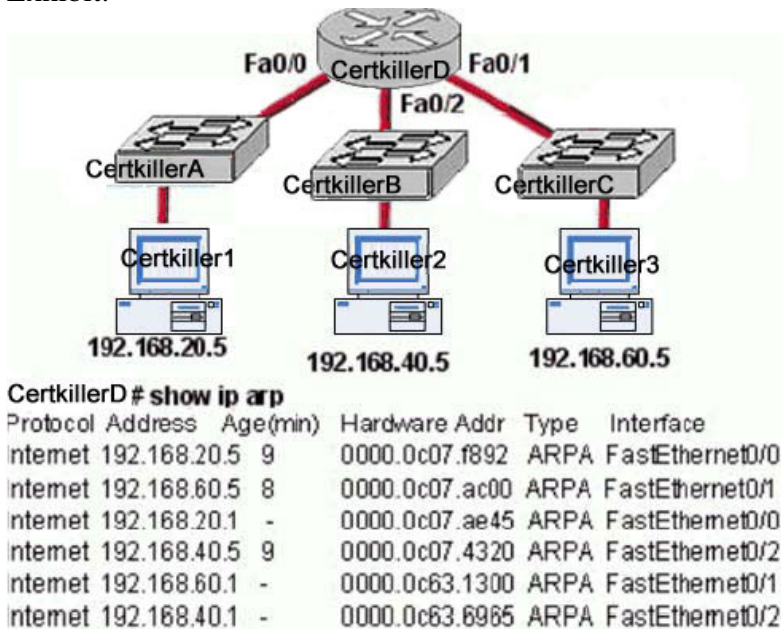 Exhibit:
Fa0/0 CertkillerD Fa0/1
Fa0/2
CertkillerA CertkillerB CertkillerC
Certkiller1 Certkiller2 Certkiller3
192.168.20.5 192.168.40.5 192.168.60.5
CertkillerD # show ip arp
Protocol Address Age(min) Hardware Addr Type Interface
Internet 192.168.20.5 9 0000.0c07.f892 ARPA FastEthernet0/0
Internet 192.168.60.5 8 0000.0c07.ac00 ARPA FastEthernet0/1
Internet 192.168.20.1 - 0000.0c07.ae45 ARPA FastEthernet0/0
Internet 192.168.40.5 9 0000.0c07.4320 ARPA FastEthernet0/2
Internet 192.168.60.1 - 0000.0c63.1300 ARPA FastEthernet0/1
Internet 192.168.40.1 - 0000.0c63.6965 ARPA FastEthernet0/2